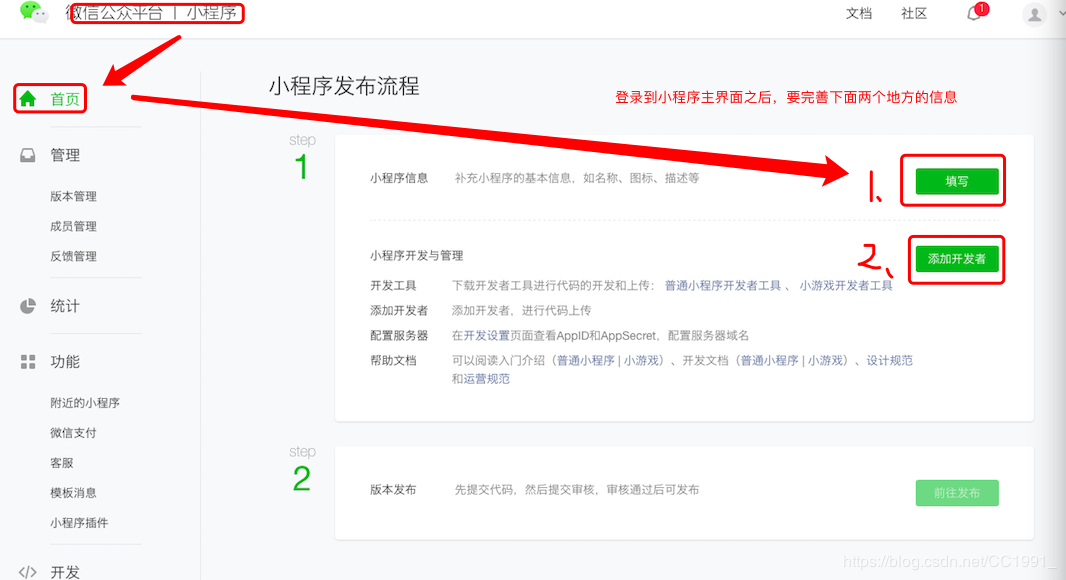 微信公众平台 | 小程序
文档
社区
1
首页
管理
版本管理
成员管理
反馈管理
统计
功能
附近的小程序
微信支付
客服
模板消息
小程序插件
</> 开发
小程序发布流程
登录到小程序主界面之后，要完善下面两个地方的信息
step
1
小程序信息 补充小程序的基本信息，如名称、图标、描述等
1、
填写
小程序开发与管理
2、
添加开发者
开发工具 下载开发者工具进行代码的开发和上传： 普通小程序开发者工具 、 小游戏开发者工具
添加开发者 添加开发者，进行代码上传
配置服务器 在开发设置页面查看AppID和AppSecret，配置服务器域名
帮助文档 可以阅读入门介绍（普通小程序 | 小游戏）、开发文档（普通小程序 | 小游戏）、设计规范
和运营规范
step
2
版本发布 先提交代码，然后提交审核，审核通过后可发布
前往发布
https://blog.csdn.net/CC1991_